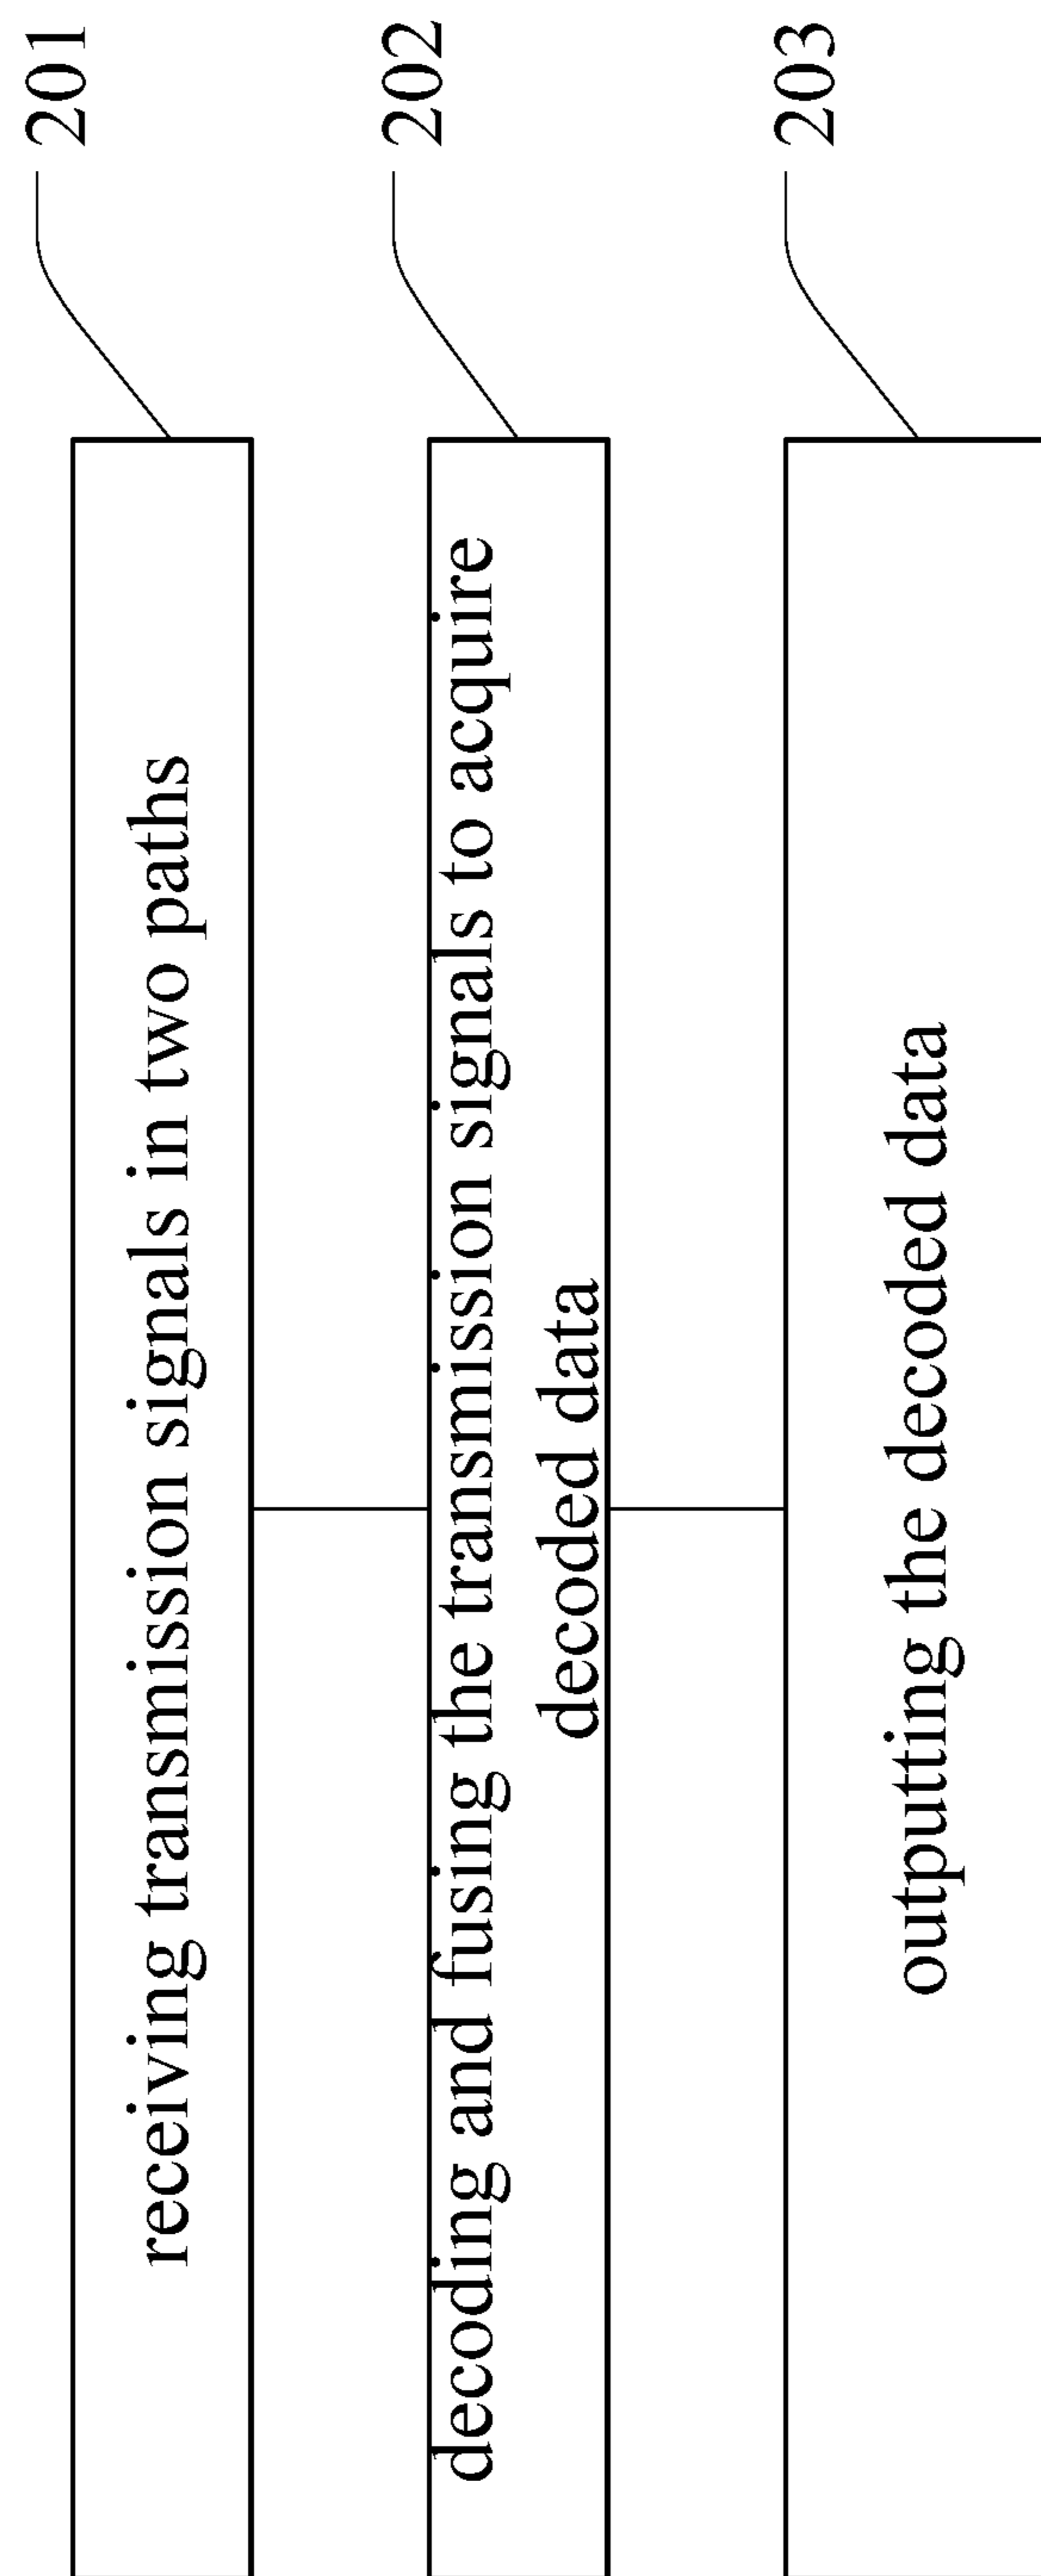 receiving transmission signals in two paths
201
decoding and fusing the transmission signals to acquire
decoded data
202
outputting the decoded data
203